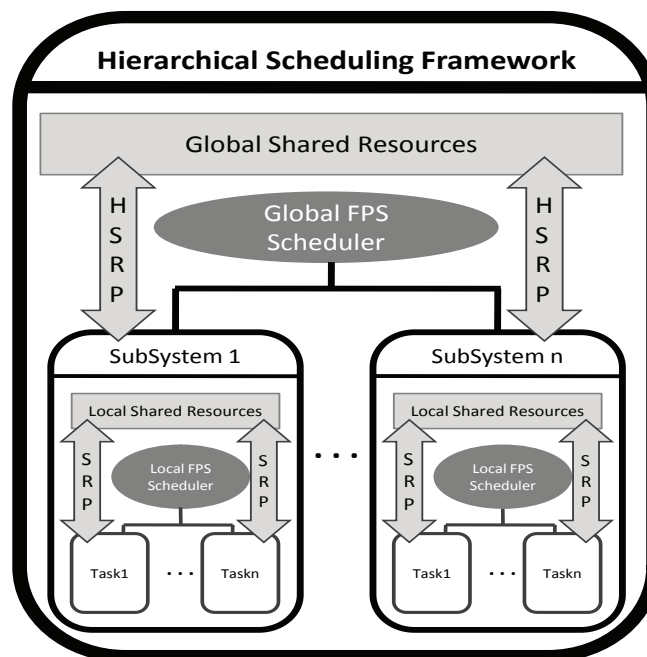 Hierarchical Scheduling Framework
Global Shared Resources
H
S
R
P
Global FPS
Scheduler
H
S
R
P
SubSystem 1
Local Shared Resources
S
R
P
Local FPS
Scheduler
S
R
P
Task1
. . .
Taskn
. . .
SubSystem n
Local Shared Resources
S
R
P
Local FPS
Scheduler
S
R
P
Task1
. . .
Taskn